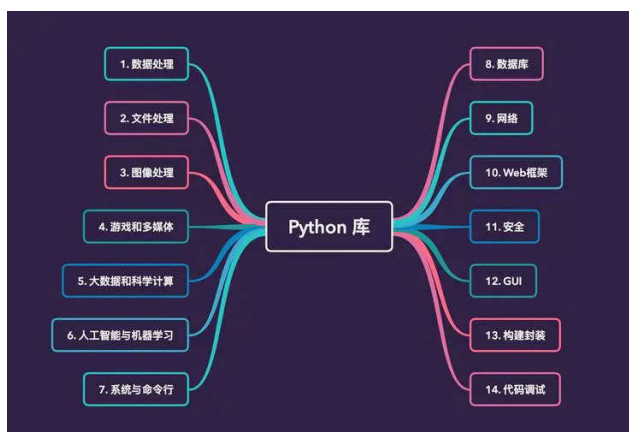 1. 数据处理
2. 文件处理
3. 图像处理
4. 游戏和多媒体
5. 大数据和科学计算
6. 人工智能与机器学习
7. 系统与命令行
Python 库
8. 数据库
9. 网络
10. Web框架
11. 安全
12. GUI
13. 构建封装
14. 代码调试